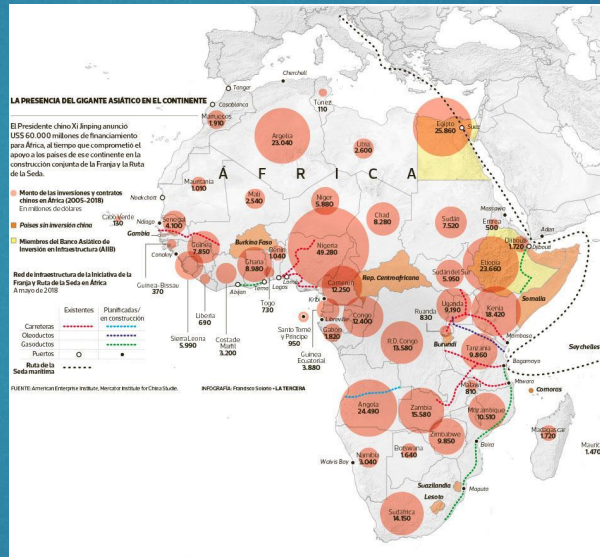 LA PRESENCIA DEL GIGANTE ASIÁTICO EN EL CONTINENTE
El Presidente chino Xi Jinping anunció
US$ 60.000 millones de financiamiento
para África, al tiempo que comprometió el
apoyo a los países de ese continente en la
construcción conjunta de la Franja y la Ruta
de la Seda.
Monto de las inversiones y contratos
chinos en África (2005-2018)
En millones de dólares
Países sin inversión china
Miembros del Banco Asiático de
Inversión en Infraestructura (AIIB)
Red de infraestructura de la Iniciativa de la
Franja y Ruta de la Seda en África
A mayo de 2018
Existentes
Planificadas/
en construcción
Carreteras
Oleoductos
Gasoductos
Puertos
Ruta de la
Seda marítima
FUENTE: American Enterprise Institute, Mercator Institute for China Studie.
INFOGRAFÍA: Francisco Solorio • LA TERCERA
ÁFRICA
Tanger
Cherchell
Casablanca
Marruecos
1.910
Argelia
23.040
Túnez
110
Libia
2.600
Egipto
25.860
Suez
Mauritania
1.010
Malí
2.540
Níger
5.880
Chad
8.280
Sudán
7.520
Massawa
Eritrea
500
Aden
Djibouti
1.720
Djibouti
Nuakchott
Cabo Verde
130
Ndiago
Senegal
4.100
Gambia
Guinea
7.850
Conakry
Guinea-Bissau
370
Burkina Faso
Benín
1.040
Ghana
8.980
Nigeria
49.280
Camerún
12.250
Rep. Centroafricana
Sudán del Sur
5.950
Etiopía
23.660
Somalia
Abijan
Tema
Lagos
Lomé
Togo
730
Liberia
690
Sierra Leona
5.990
Costa de
Marfil
3.200
Kribi
Libreville
Santo Tomé
y Príncipe
950
Gabón
1.820
Guinea
Ecuatorial
3.880
Congo
12.400
R.D. Congo
13.580
Uganda
9.190
Ruanda
830
Burundi
Kenia
18.420
Mombasa
Tanzania
9.860
Bagamoyo
Seychelles
Mtwara
Comoras
Malaui
810
Angola
24.490
Zambia
15.580
Mozambique
10.510
Zimbabwe
9.850
Beira
Madagascar
1.720
Mauric
1.470
Walvis Bay
Namibia
3.040
Botswana
1.640
Suazilandia
Maputo
Lesoto
Sudáfrica
14.150